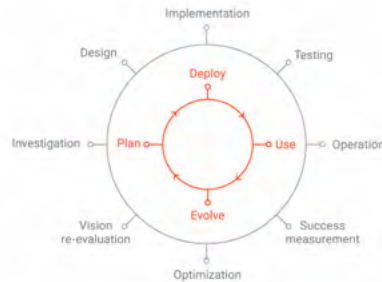 Implementation
Design
Testing
Deploy
Investigation
Plan
Use
Operation
Evolve
Vision
re-evaluation
Success
measurement
Optimization